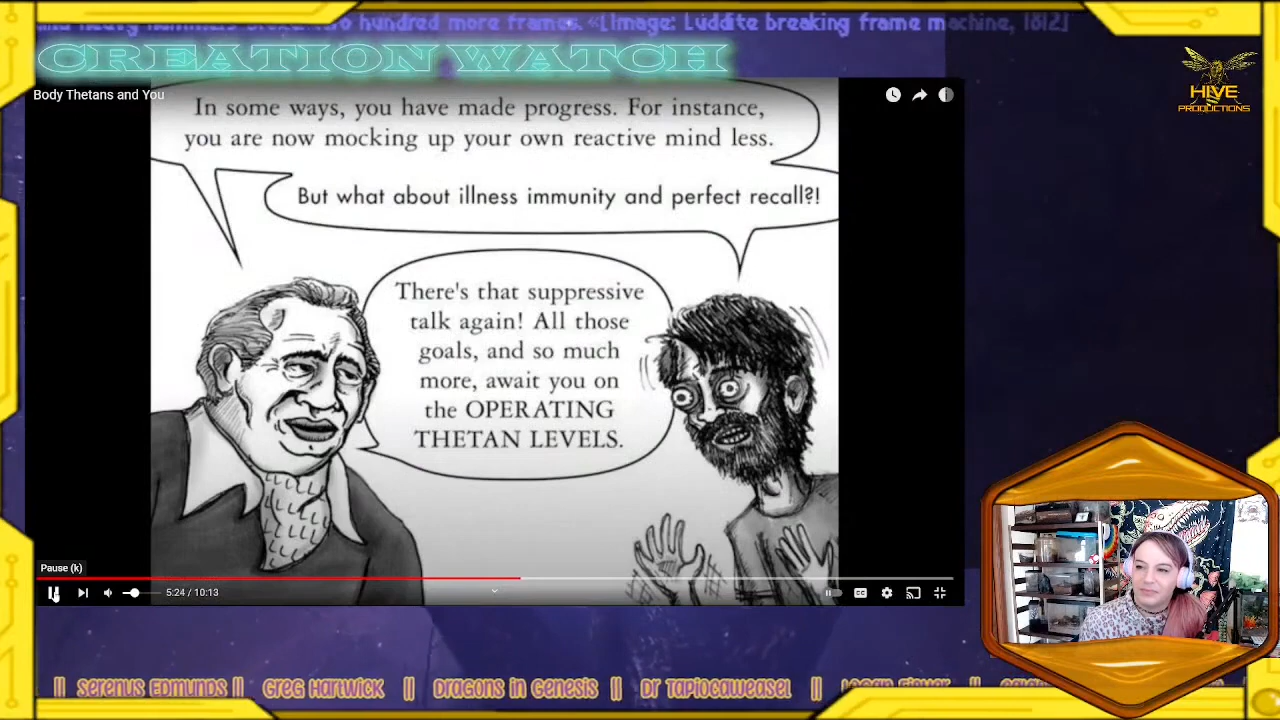 hundred more frames. «[Image: Luddite breaking frame machine, 1812]
CREATION WATCH
HIVE
PRODUCTIONS
Body Thetans and You
In some ways, you have made progress. For instance,
you are now mocking up your own reactive mind less.
But what about illness immunity and perfect recall?!
There's that suppressive
talk again! All those
goals, and so much
more, await you on
the OPERATING
THETAN LEVELS.
Pause (k)
5:24 / 10:13
CC
|| Serenus Edmunds || Greg Hartwick || Dragons in Genesis || Dr Tapiocaweasel ||